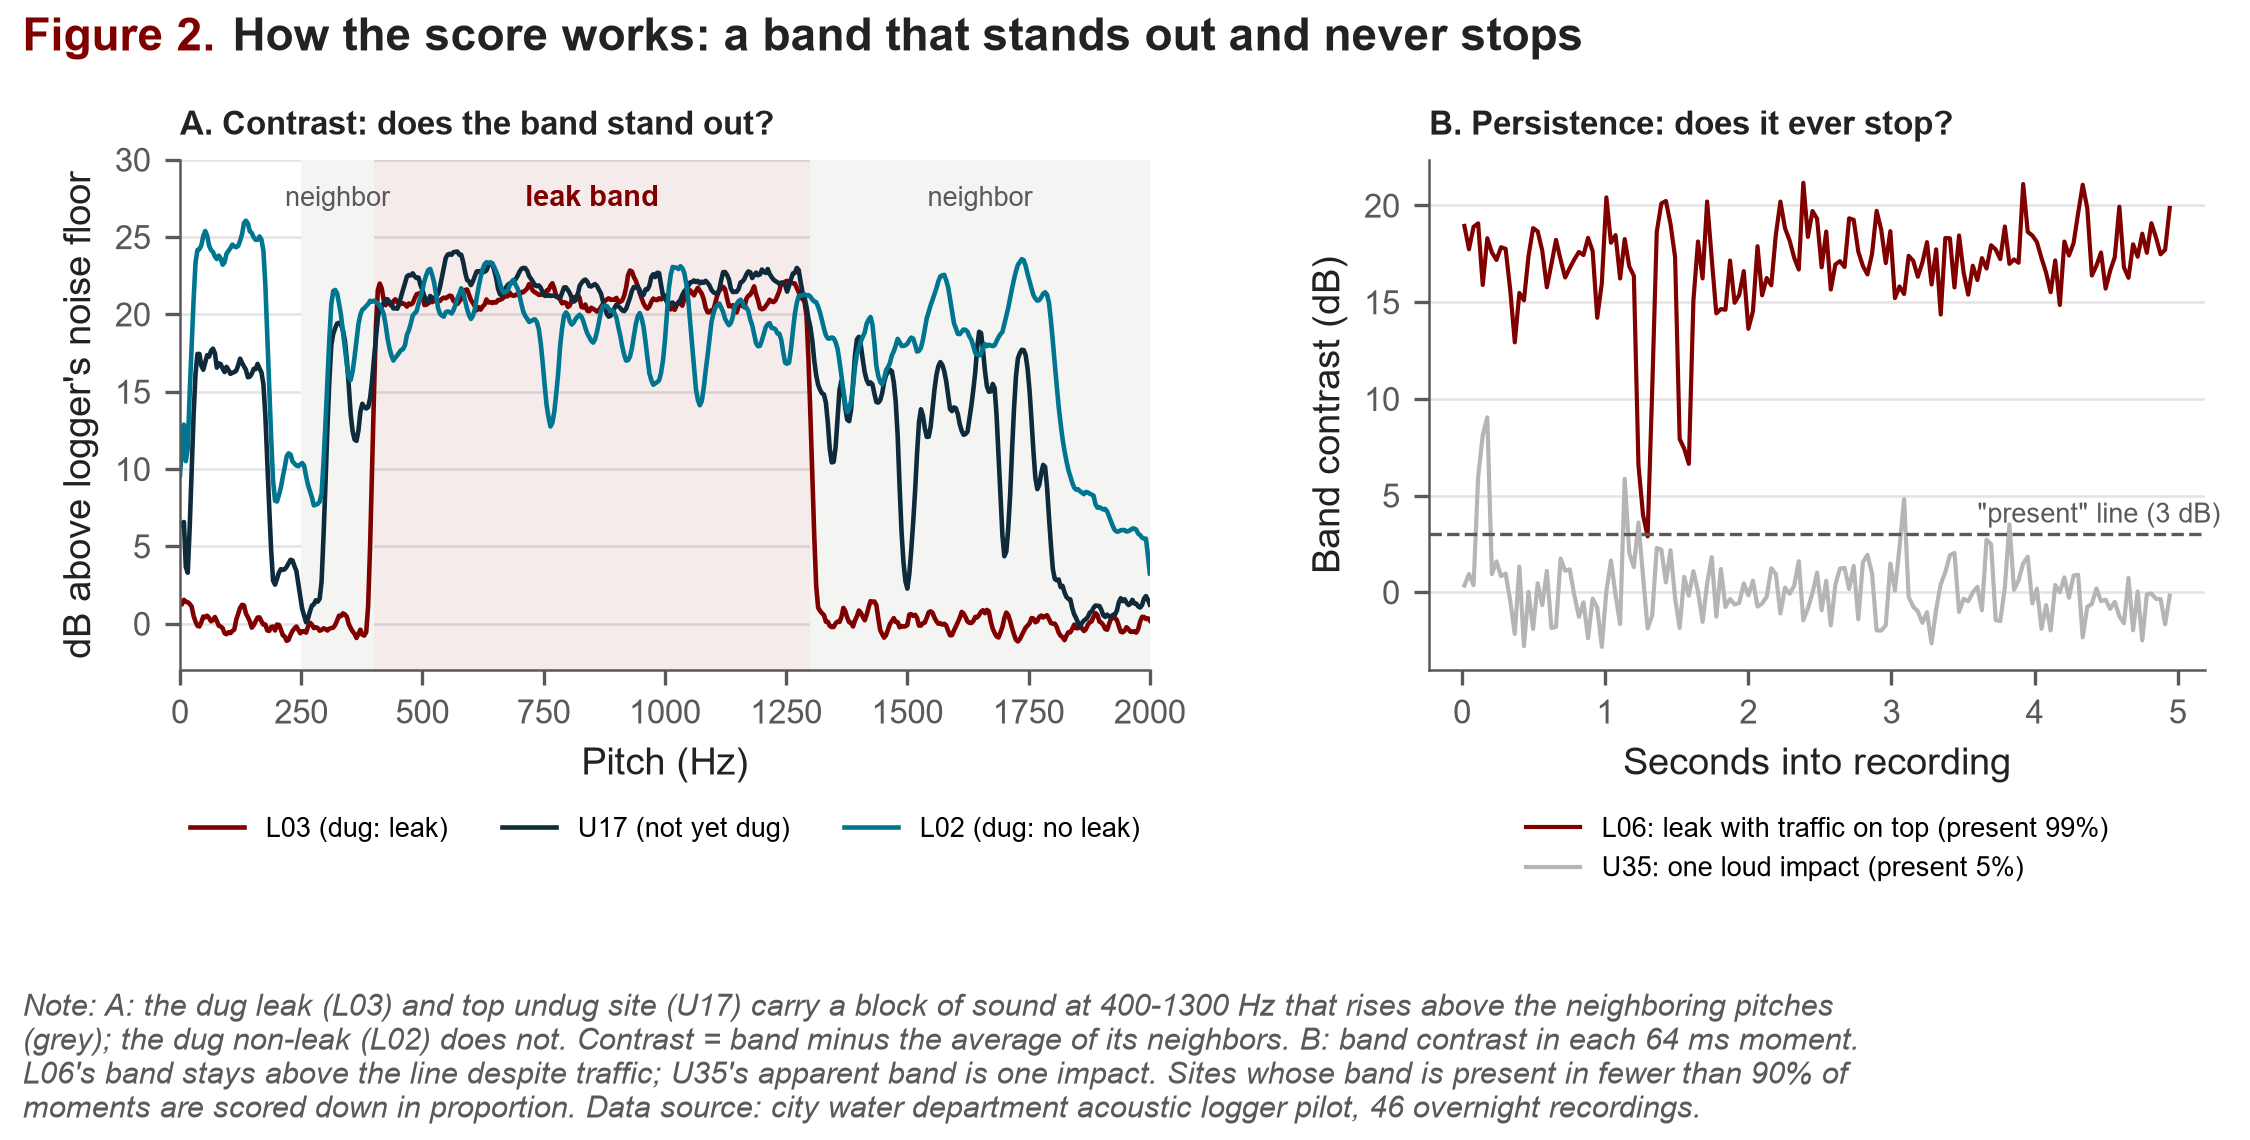 Figure 2. How the score works: a band that stands out and never stops
A. Contrast: does the band stand out?
dB above logger's noise floor
30
25
20
15
10
5
0
neighbor
leak band
neighbor
0
250
500
750
1000
1250
1500
1750
2000
Pitch (Hz)
L03 (dug: leak)
U17 (not yet dug)
L02 (dug: no leak)
B. Persistence: does it ever stop?
Band contrast (dB)
20
15
10
5
0
"present" line (3 dB)
0
1
2
3
4
5
Seconds into recording
L06: leak with traffic on top (present 99%)
U35: one loud impact (present 5%)
Note: A: the dug leak (L03) and top undug site (U17) carry a block of sound at 400-1300 Hz that rises above the neighboring pitches
(grey); the dug non-leak (L02) does not. Contrast = band minus the average of its neighbors. B: band contrast in each 64 ms moment.
L06's band stays above the line despite traffic; U35's apparent band is one impact. Sites whose band is present in fewer than 90% of
moments are scored down in proportion. Data source: city water department acoustic logger pilot, 46 overnight recordings.